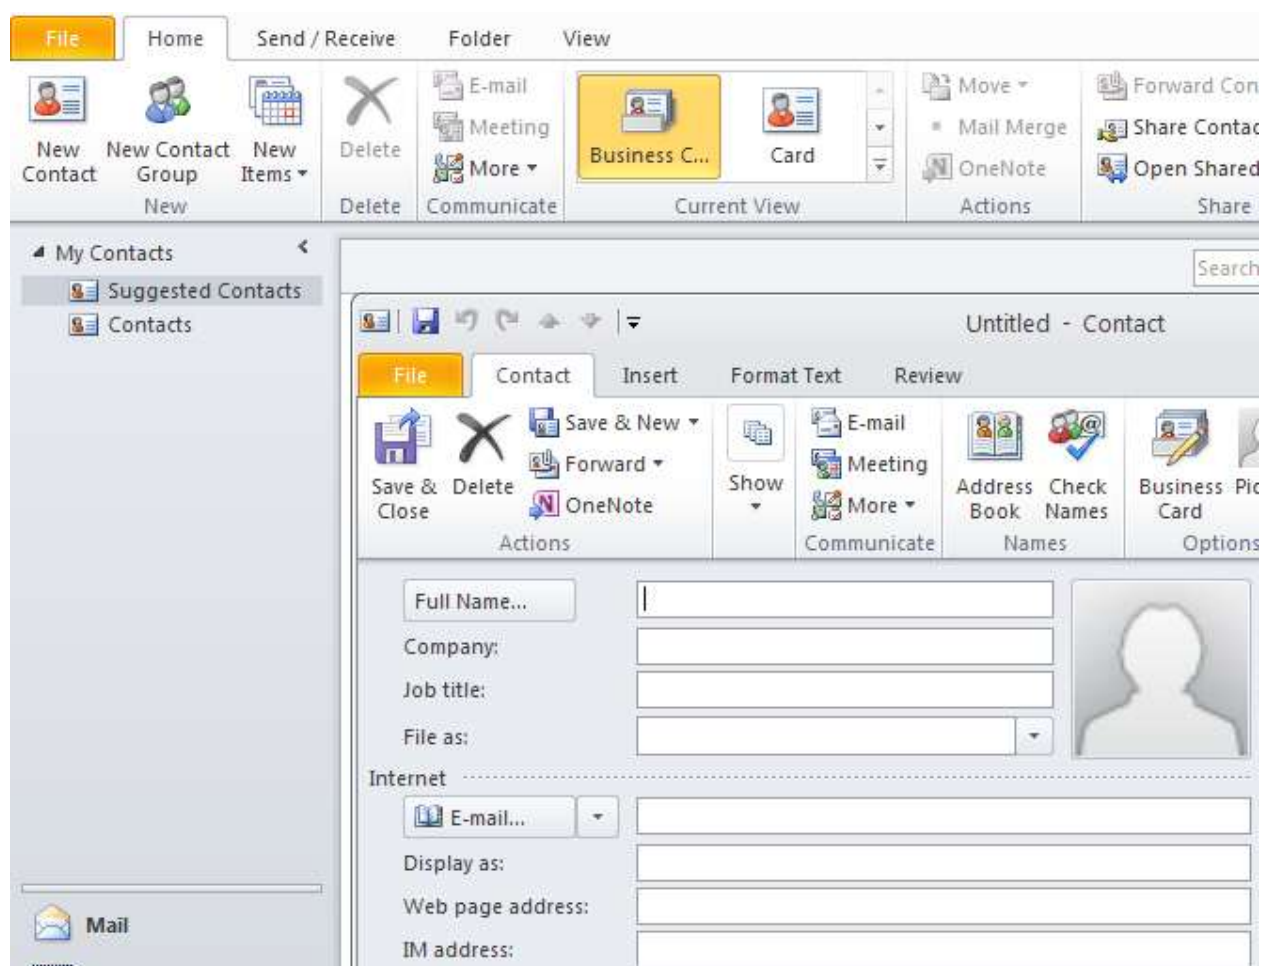 File Home Send / Receive Folder View
New Contact
New Contact Group
New Items
New
Delete
Delete
E-mail
Meeting
More
Communicate
Business C...
Card
Current View
Move
Mail Merge
OneNote
Actions
Forward Con
Share Contac
Open Shared
Share
My Contacts
Suggested Contacts
Contacts
Search
Untitled - Contact
File Contact Insert Format Text Review
Save & Close
Delete
Save & New
Forward
OneNote
Actions
Show
E-mail
Meeting
More
Communicate
Address Book
Check Names
Names
Business Card
Pic
Options
Full Name...
Company:
Job title:
File as:
Internet
E-mail...
Display as:
Web page address:
IM address:
Mail